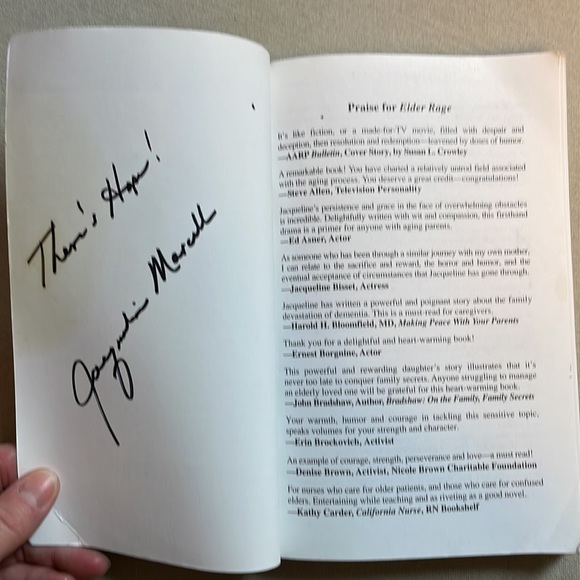 There's Hope!
Jacqueline Marcell
Praise for Elder Rage
It's like fiction, or a made-for-TV movie, filled with despair and
deception, then resolution and redemption—leavened by doses of humor.
—AARP Bulletin, Cover Story, by Susan L. Crowley
A remarkable book! You have charted a relatively untrod field associated
with the aging process. You deserve a great credit—congratulations!
—Steve Allen, Television Personality
Jacqueline's persistence and grace in the face of overwhelming obstacles
is incredible. Delightfully written with wit and compassion, this firsthand
drama is a primer for anyone with aging parents.
—Ed Asner, Actor
As someone who has been through a similar journey with my own mother,
I can relate to the sacrifice and reward, the horror and humor, and the
eventual acceptance of circumstances that Jacqueline has gone through.
—Jacqueline Bisset, Actress
Jacqueline has written a powerful and poignant story about the family
devastation of dementia. This is a must-read for caregivers.
—Harold H. Bloomfield, MD, Making Peace With Your Parents
Thank you for a delightful and heart-warming book!
—Ernest Borgnine, Actor
This powerful and rewarding daughter's story illustrates that it's
never too late to conquer family secrets. Anyone struggling to manage
an elderly loved one will be grateful for this heart-warming book.
—John Bradshaw, Author, Bradshaw: On the Family, Family Secrets
Your warmth, humor and courage in tackling this sensitive topic,
speaks volumes for your strength and character.
—Erin Brockovich, Activist
An example of courage, strength, perseverance and love—a must read!
—Denise Brown, Activist, Nicole Brown Charitable Foundation
For nurses who care for older patients, and those who care for confused
elders. Entertaining while teaching and as riveting as a good novel.
—Kathy Carder, California Nurse, RN Bookshelf